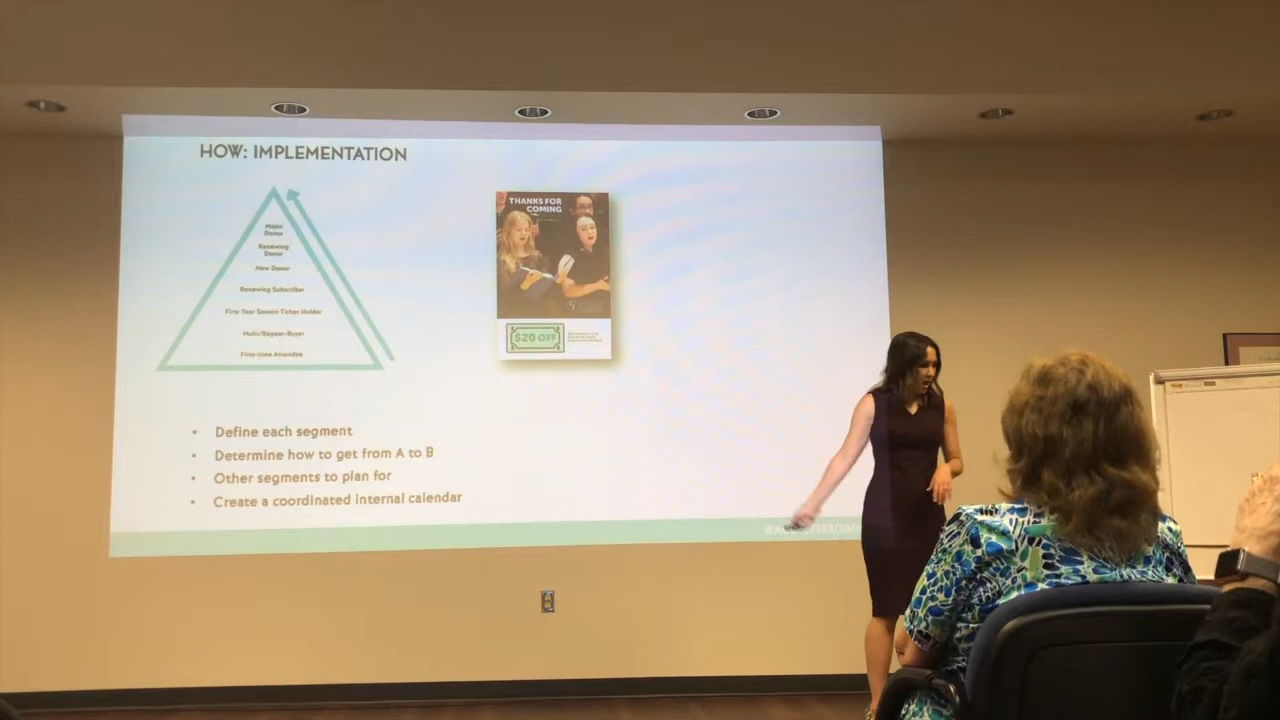 HOW: IMPLEMENTATION
Major
Donor
Renewing
Donor
New Donor
Renewing Subscriber
First Year Season Ticket Holder
Multi/Repeat-Buyer
First-time Attendee
THANKS FOR
COMING
$20 OFF
• Define each segment
• Determine how to get from A to B
• Other segments to plan for
• Create a coordinated internal calendar